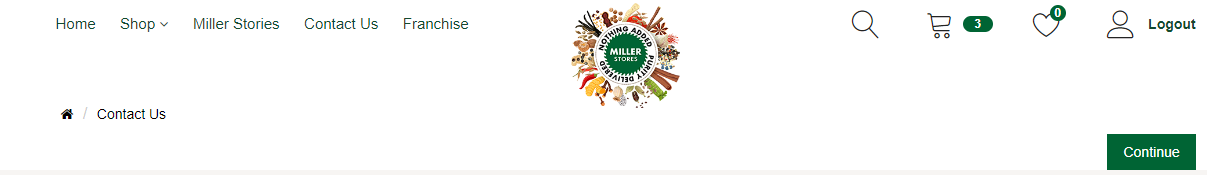 Home Shop Miller Stories Contact Us Franchise
NOTHING ADDED
MILLER
STORES
PURITY DELIVERED
3
0
Logout
/ Contact Us
Continue